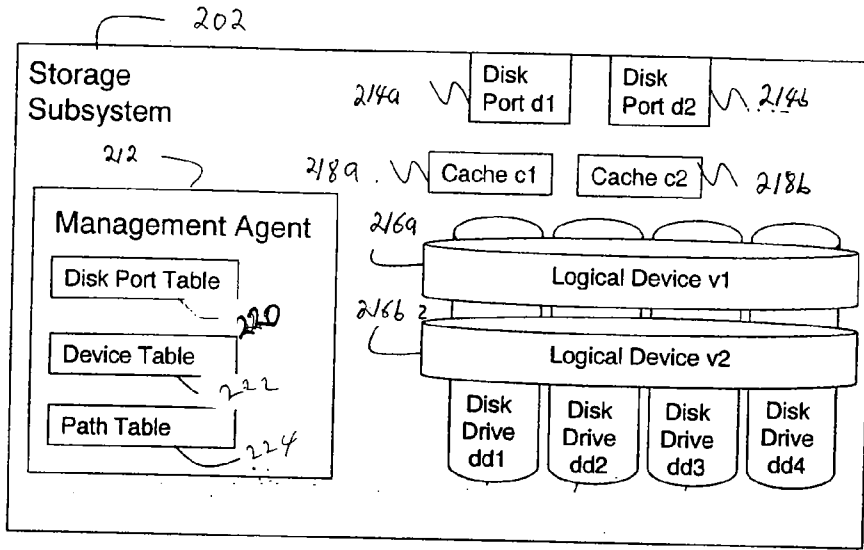 202
Storage
Subsystem
Disk
Port d1
Disk
Port d2
214a
214b
212
218a
Cache c1
Cache c2
218b
Management Agent
216a
Disk Port Table
Logical Device v1
220
216b
Device Table
Logical Device v2
222
Path Table
224
Disk
Drive
dd1
Disk
Drive
dd2
Disk
Drive
dd3
Disk
Drive
dd4